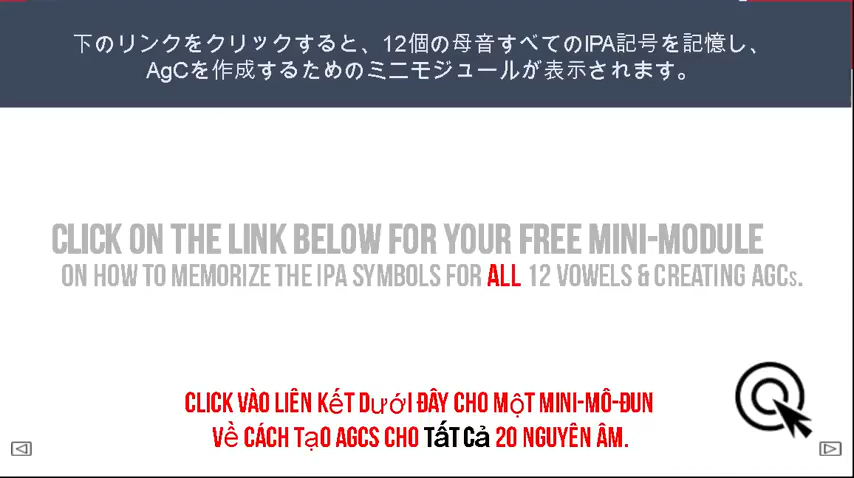 下のリンクをクリックすると、12個の母音すべてのIPA記号を記憶し、
AgCを作成するためのミニモジュールが表示されます。
CLICK ON THE LINK BELOW FOR YOUR FREE MINI-MODULE
ON HOW TO MEMORIZE THE IPA SYMBOLS FOR ALL 12 VOWELS & CREATING AGCs.
CLICK VÀO LIÊN KẾT DƯỚI ĐÂY CHO MỘT MINI-MÔ-ĐUN
VỀ CÁCH TẠO AGCS CHO TẤT CẢ 20 NGUYÊN ÂM.